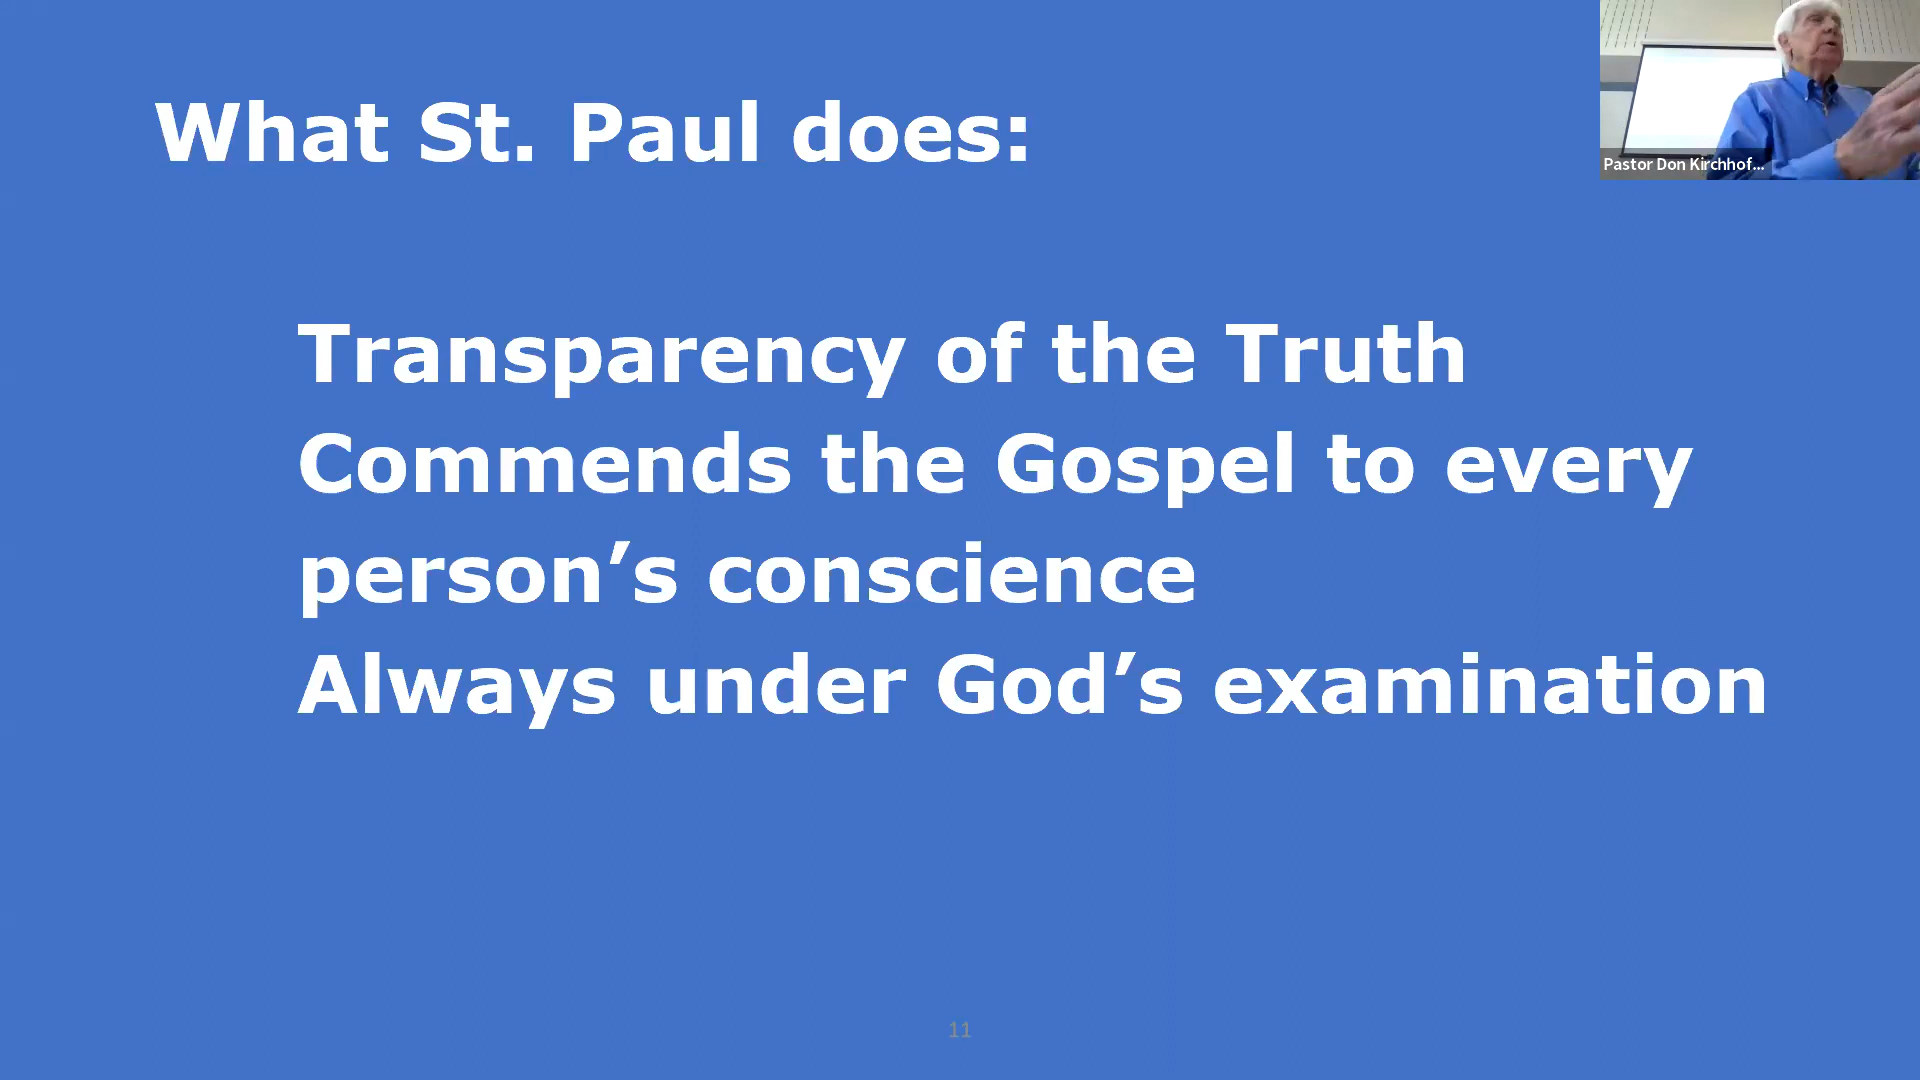 What St. Paul does:
Pastor Don Kirchhof...
Transparency of the Truth
Commends the Gospel to every
person’s conscience
Always under God’s examination
11